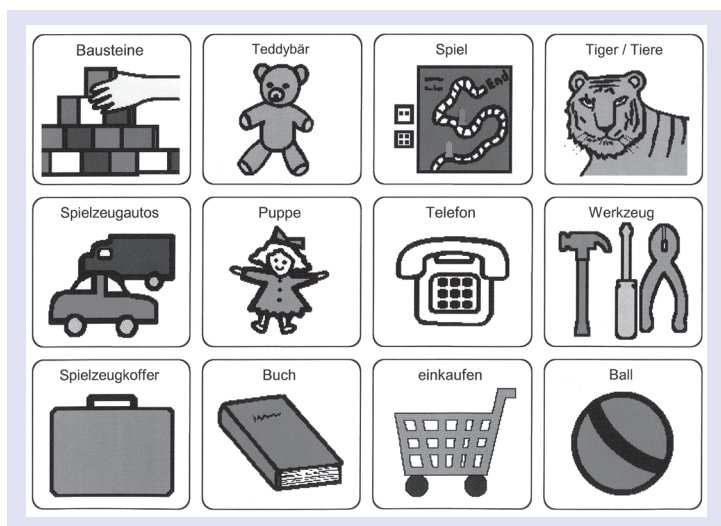 Bausteine
Teddybär
Spiel
End
Tiger / Tiere
Spielzeugautos
Puppe
Telefon
Werkzeug
Spielzeugkoffer
Buch
einkaufen
Ball